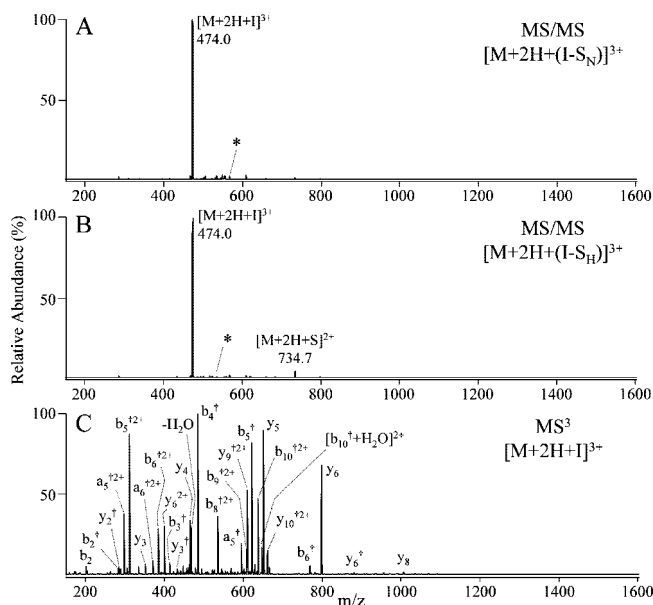 A
[M+2H+I]³⁺
474.0
MS/MS
[M+2H+(I-S_N)]³⁺
100
50
*
200 400 600 800 1000 1200 1400 1600
B
[M+2H+I]³⁺
474.0
MS/MS
[M+2H+(I-S_H)]³⁺
100
50
*
[M+2H+S]²⁺
734.7
200 400 600 800 1000 1200 1400 1600
Relative Abundance (%)
C
MS³
[M+2H+I]³⁺
100
50
b₅†²⁺
-H₂O
b₄†
b₅†
y₅
[b₁₀†+H₂O]²⁺
b₆†²⁺
y₄
y₉†²⁺
b₁₀†²⁺
a₅†²⁺
a₆†²⁺
y₆²⁺
b₉†²⁺
y₆
y₂†
b₃†
b₈†²⁺
y₁₀†²⁺
b₂†
y₃
y₃†
a₅†
b₂
b₆†
y₆†
y₈
200 400 600 800 1000 1200 1400 1600
m/z